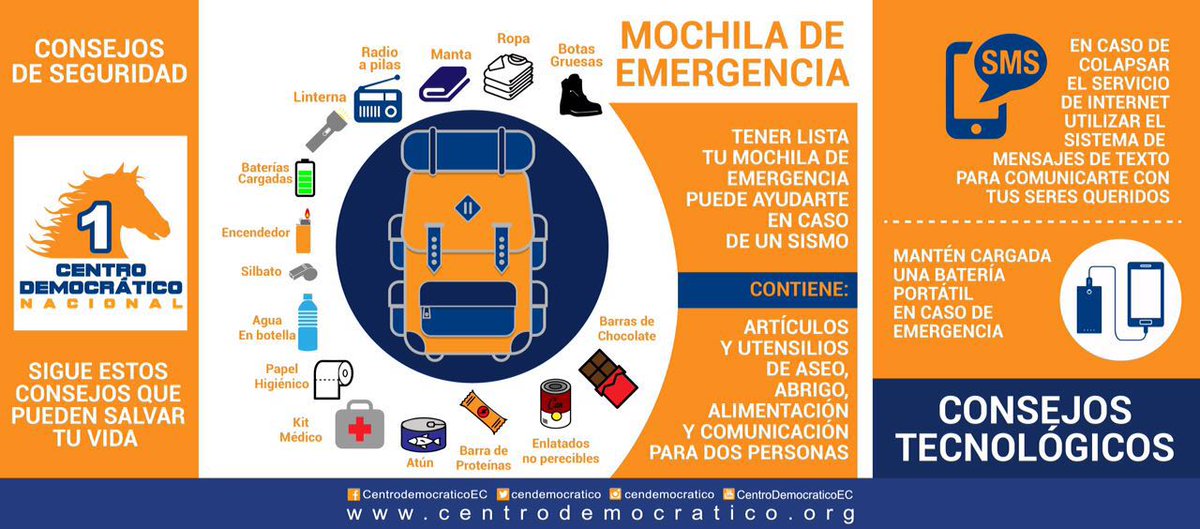 CONSEJOS
DE SEGURIDAD
1
CENTRO
DEMOCRÁTICO
NACIONAL
SIGUE ESTOS
CONSEJOS QUE
PUEDEN SALVAR
TU VIDA
Ropa
Botas
Gruesas
Manta
Radio
a pilas
Linterna
Baterías
Cargadas
Encendedor
Silbato
Agua
En botella
Papel
Higiénico
Kit
Médico
Atún
Barra de
Proteínas
Enlatados
no perecibles
Barras de
Chocolate
MOCHILA DE
EMERGENCIA
TENER LISTA
TU MOCHILA DE
EMERGENCIA
PUEDE AYUDARTE
EN CASO
DE UN SISMO
CONTIENE:
ARTÍCULOS
Y UTENSILIOS
DE ASEO,
ABRIGO,
ALIMENTACIÓN
Y COMUNICACIÓN
PARA DOS PERSONAS
SMS
EN CASO DE
COLAPSAR
EL SERVICIO
DE INTERNET
UTILIZAR EL
SISTEMA DE
MENSAJES DE TEXTO
PARA COMUNICARTE CON
TUS SERES QUERIDOS
MANTÉN CARGADA
UNA BATERÍA
PORTÁTIL
EN CASO DE
EMERGENCIA
CONSEJOS
TECNOLÓGICOS
CentrodemocraticoEC cendemocratico cendemocratico CentroDemocraticoEC
www.centrodemocratico.org